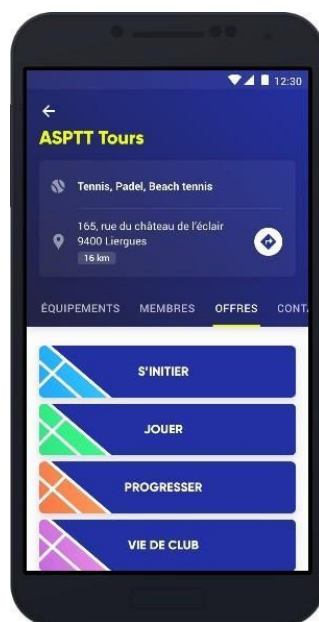 12:30
ASPTT Tours
Tennis, Padel, Beach tennis
165, rue du château de l'éclair
9400 Liergues
16 km
ÉQUIPEMENTS MEMBRES OFFRES CONT
S'INITIER
JOUER
PROGRESSER
VIE DE CLUB